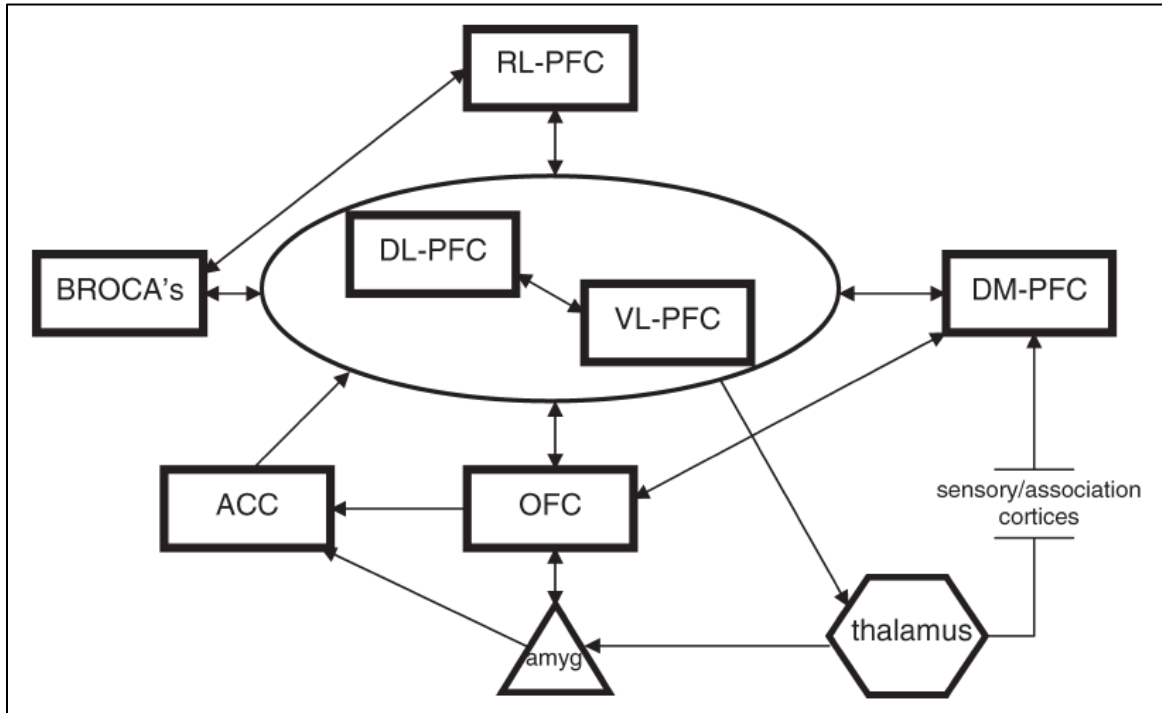 RL-PFC
DL-PFC
BROCA's
VL-PFC
DM-PFC
ACC
OFC
sensory/association
cortices
amyg
thalamus